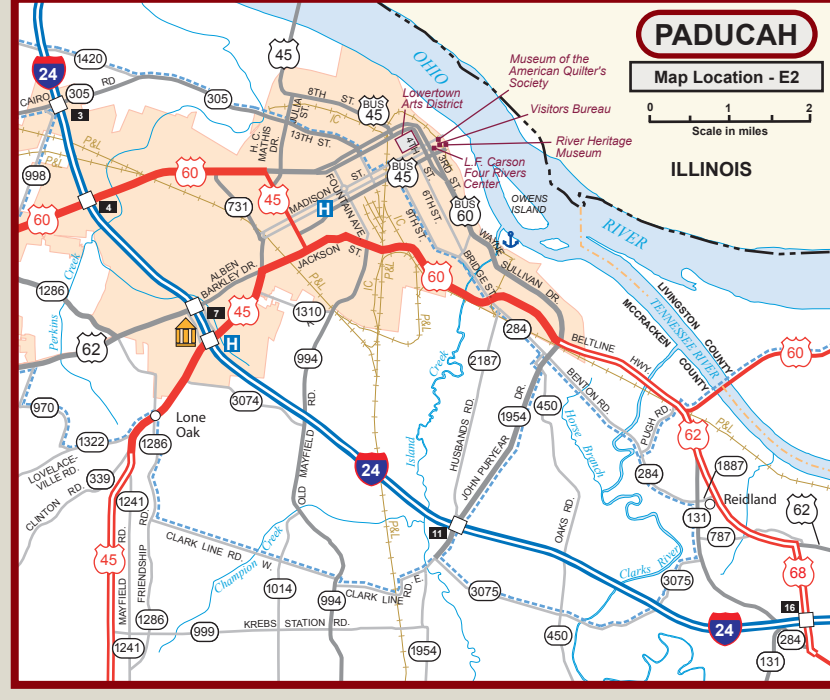 PADUCAH
Map Location - E2
0 1 2
Scale in miles
ILLINOIS
OHIO
RIVER
Museum of the
American Quilter's
Society
Visitors Bureau
River Heritage
Museum
L.F. Carson
Four Rivers
Center
Lowertown
Arts District
OWENS
ISLAND
1420
24
CAIRO RD
305
305
3
45
8TH ST.
BUS
45
JULIA
ST.
13TH ST.
IC
H. C.
MATHIS
DR.
4TH ST.
3RD ST.
BUS
45
6TH ST.
9TH ST.
BUS
60
P&L
P&L
998
60
60
4
45
731
MADISON ST.
FOUNTAIN AVE.
H
JACKSON ST.
ALBEN
BARKLEY DR.
WAYNE SULLIVAN DR.
BRIDGE ST.
60
IC
P&L
P&L
P&L
Perkins Creek
1286
62
7
45
H
1310
994
284
BELTLINE HWY.
LIVINGSTON COUNTY
TENNESSEE RIVER
MCCRACKEN COUNTY
60
P&L
62
970
1322
LOVELACE-
VILLE RD.
339
CLINTON RD.
Lone
Oak
1286
3074
OLD MAYFIELD RD.
Island Creek
2187
HUSBANDS RD.
JOHN PURYEAR DR.
1954
450
BENTON RD.
Horse Branch
PUGH RD.
284
1887
Reidland
131
787
62
68
24
11
P&L
OAKS RD.
1241
45
MAYFIELD RD.
FRIENDSHIP RD.
CLARK LINE RD. W.
CLARK LINE RD. E.
Champion Creek
1014
994
3075
3075
Clarks River
1286
999
KREBS STATION RD.
1241
1954
450
24
16
284
131